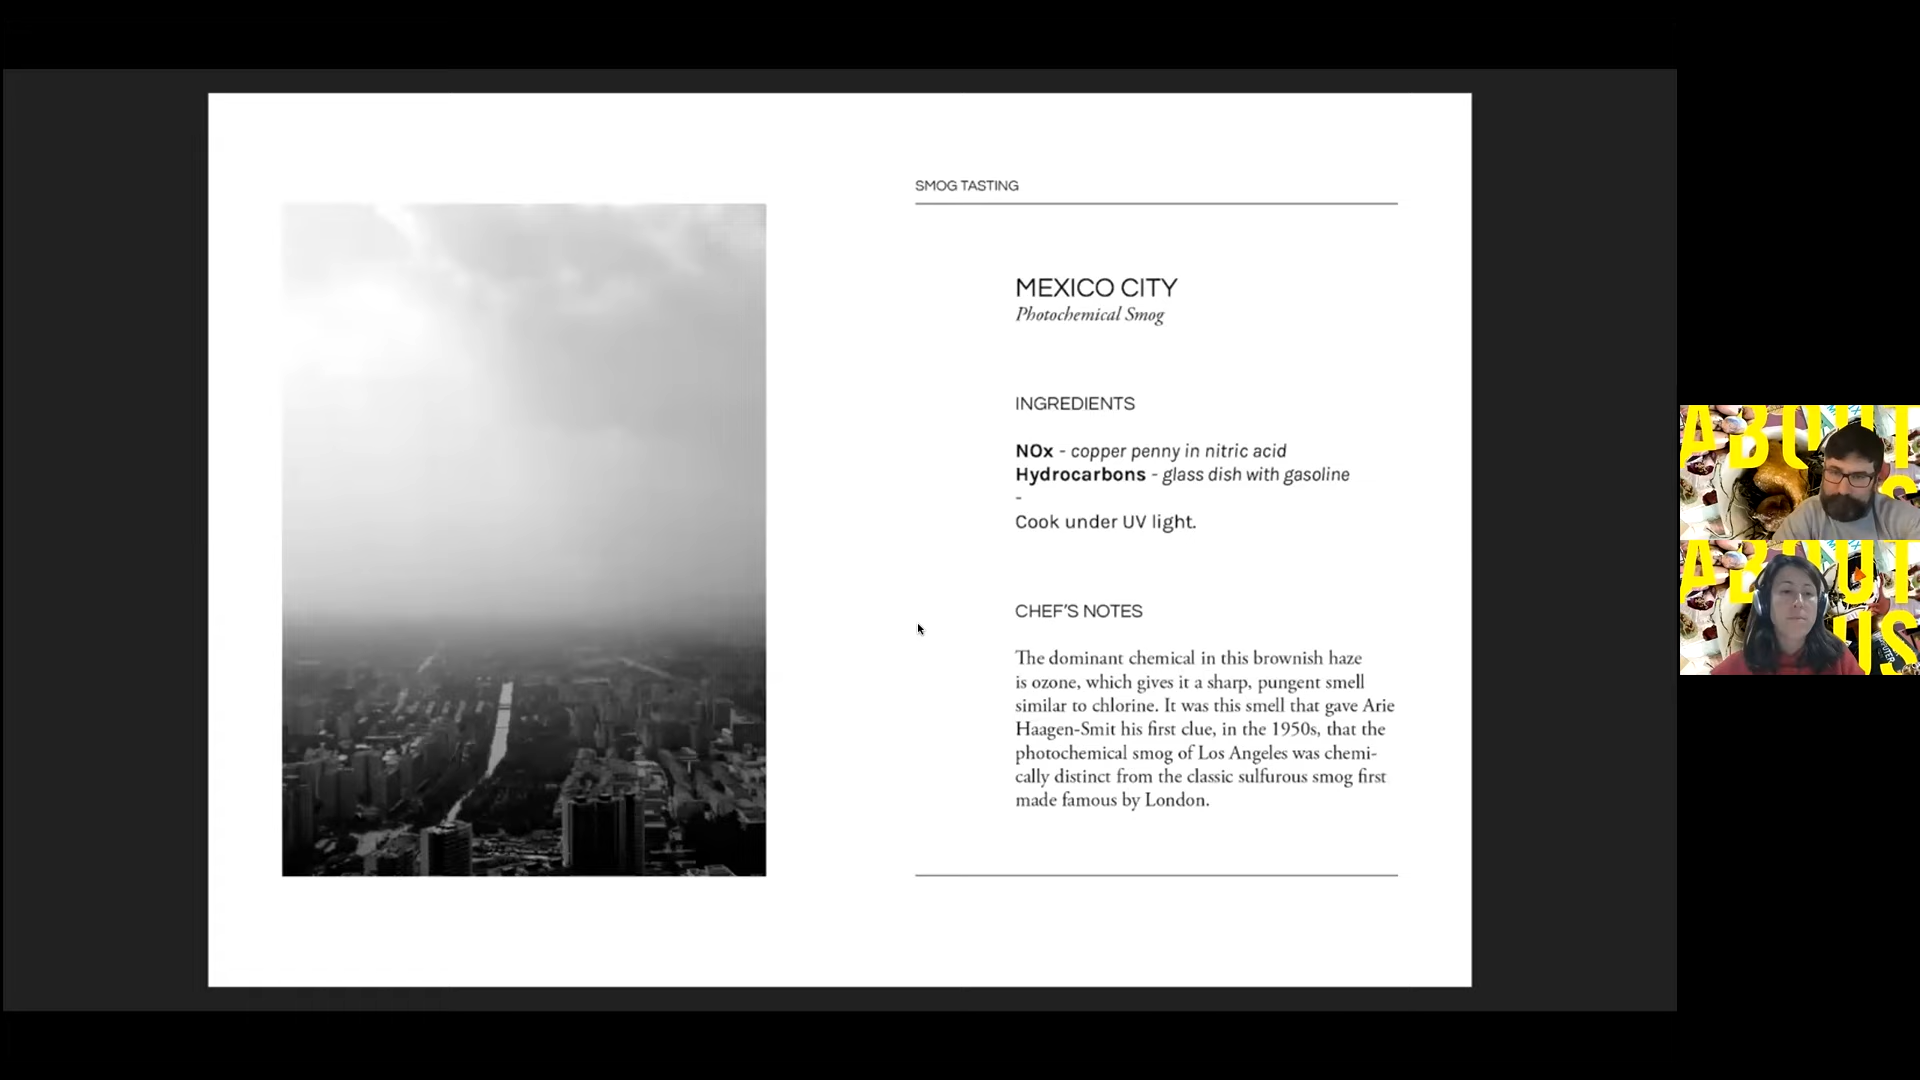 SMOG TASTING
MEXICO CITY
Photochemical Smog
INGREDIENTS
NOx - copper penny in nitric acid
Hydrocarbons - glass dish with gasoline
-
Cook under UV light.
CHEF'S NOTES
The dominant chemical in this brownish haze
is ozone, which gives it a sharp, pungent smell
similar to chlorine. It was this smell that gave Arie
Haagen-Smit his first clue, in the 1950s, that the
photochemical smog of Los Angeles was chemi-
cally distinct from the classic sulfurous smog first
made famous by London.